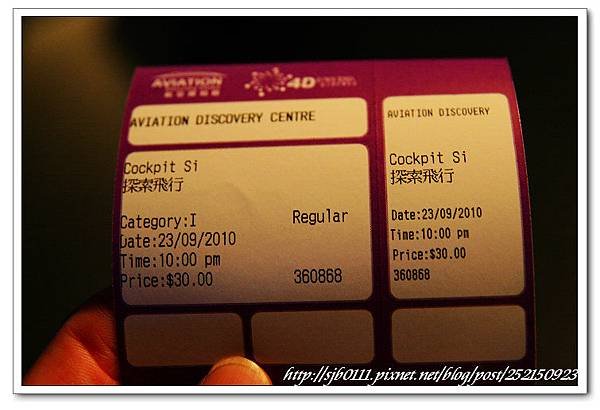 AVIATION
4D
AVIATION DISCOVERY CENTRE
Cockpit Si
探索飛行
Category:I Regular
Date:23/09/2010
Time:10:00 pm
Price:$30.00 360868
AVIATION DISCOVERY
Cockpit Si
探索飛行
Date:23/09/2010
Time:10:00 pm
Price:$30.00
360868
http://sjb0111.pixnet.net/blog/post/252150923